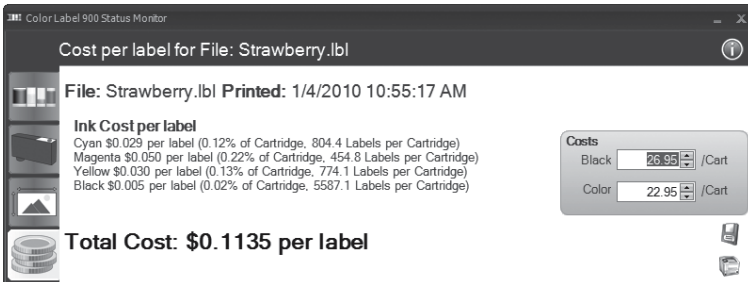 Color Label 900 Status Monitor
Cost per label for File: Strawberry.lbl
File: Strawberry.lbl Printed: 1/4/2010 10:55:17 AM
Ink Cost per label
Cyan $0.029 per label (0.12% of Cartridge, 804.4 Labels per Cartridge)
Magenta $0.050 per label (0.22% of Cartridge, 454.8 Labels per Cartridge)
Yellow $0.030 per label (0.13% of Cartridge, 774.1 Labels per Cartridge)
Black $0.005 per label (0.02% of Cartridge, 5587.1 Labels per Cartridge)
Costs
Black 26.95 /Cart
Color 22.95 /Cart
Total Cost: $0.1135 per label